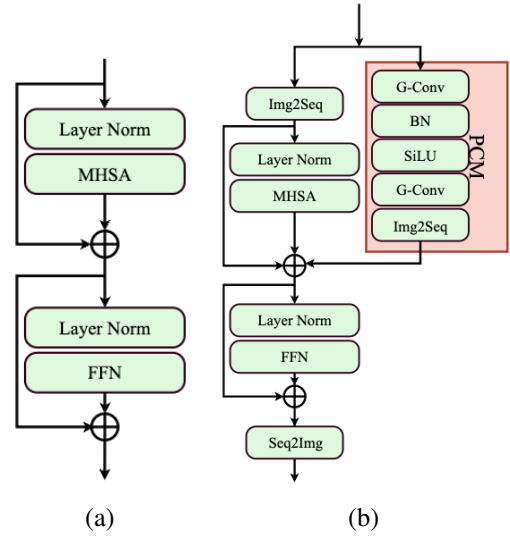 Layer Norm
MHSA
Layer Norm
FFN
(a)
Img2Seq
Layer Norm
MHSA
Layer Norm
FFN
Seq2Img
G-Conv
BN
SiLU
G-Conv
Img2Seq
PCM
(b)